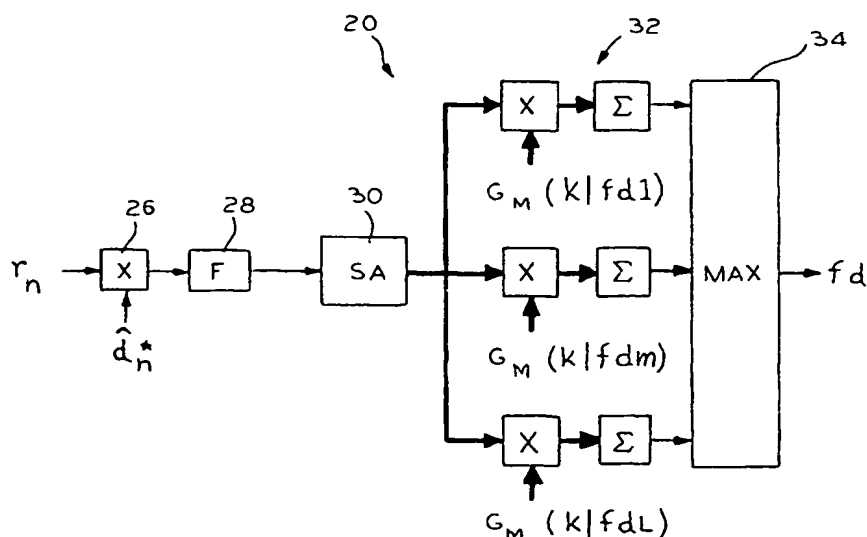 20
32
34
X
Σ
G_M (k|fd1)
26
28
30
r_n
X
F
SA
X
Σ
MAX
fd
d̂_n*
G_M (k|fdm)
X
Σ
G_M (k|fdL)